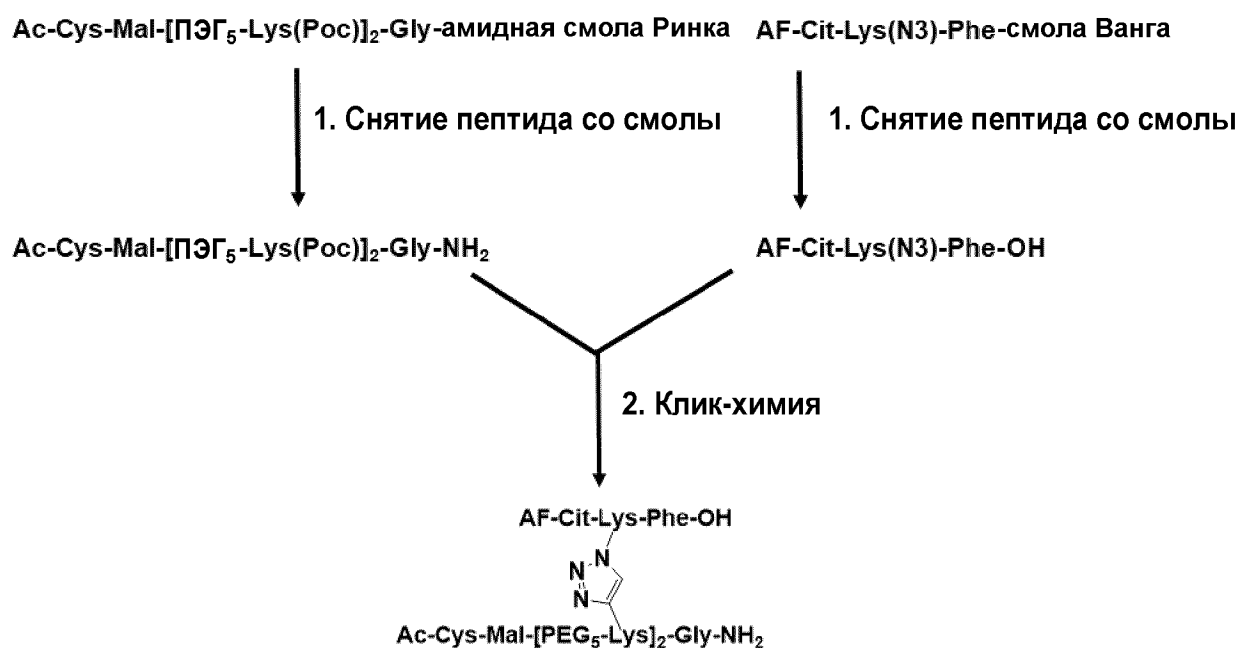 Ac-Cys-Mal-[ПЭГ5-Lys(Poc)]2-Gly-амидная смола Ринка
AF-Cit-Lys(N3)-Phe-смола Ванга
1. Снятие пептида со смолы
1. Снятие пептида со смолы
Ac-Cys-Mal-[ПЭГ5-Lys(Poc)]2-Gly-NH2
AF-Cit-Lys(N3)-Phe-OH
2. Клик-химия
AF-Cit-Lys-Phe-OH
N
N
N
Ac-Cys-Mal-[PEG5-Lys]2-Gly-NH2